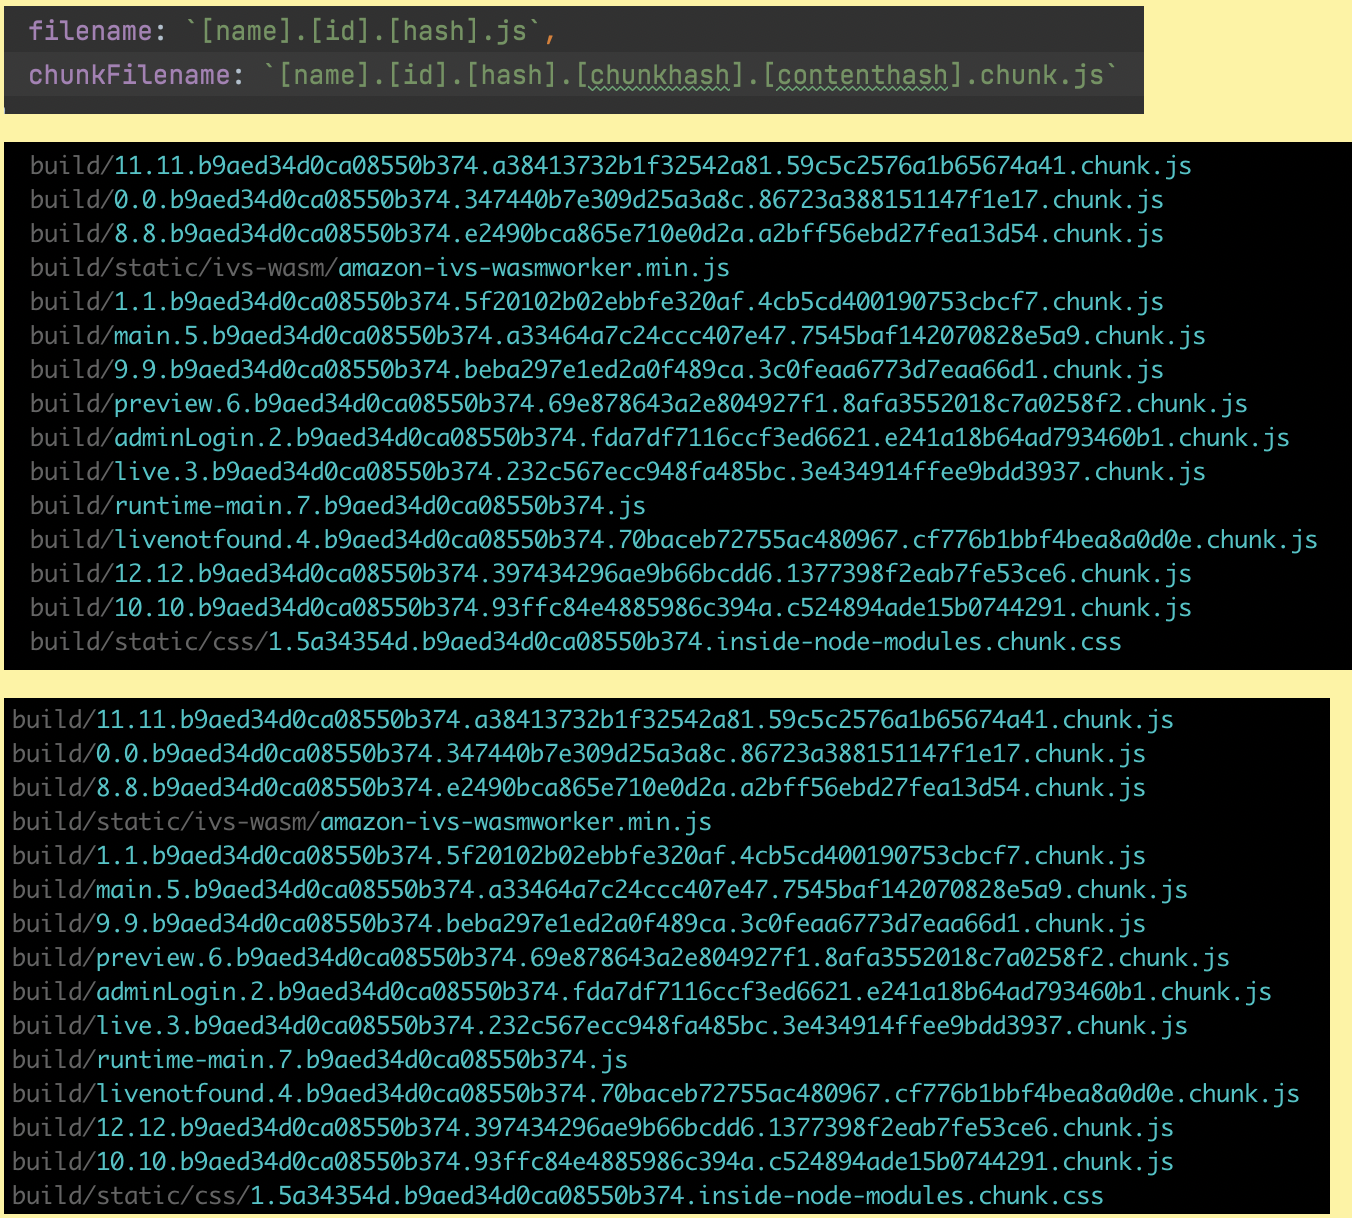 filename: `[name].[id].[hash].js`,
chunkFilename: `[name].[id].[hash].[chunkhash].[contenthash].chunk.js`
build/11.11.b9aed34d0ca08550b374.a38413732b1f32542a81.59c5c2576a1b65674a41.chunk.js
build/0.0.b9aed34d0ca08550b374.347440b7e309d25a3a8c.86723a388151147f1e17.chunk.js
build/8.8.b9aed34d0ca08550b374.e2490bca865e710e0d2a.a2bff56ebd27fea13d54.chunk.js
build/static/ivs-wasm/amazon-ivs-wasmworker.min.js
build/1.1.b9aed34d0ca08550b374.5f20102b02ebbfe320af.4cb5cd400190753cbcf7.chunk.js
build/main.5.b9aed34d0ca08550b374.a33464a7c24ccc407e47.7545baf142070828e5a9.chunk.js
build/9.9.b9aed34d0ca08550b374.beba297e1ed2a0f489ca.3c0feaa6773d7eaa66d1.chunk.js
build/preview.6.b9aed34d0ca08550b374.69e878643a2e804927f1.8afa3552018c7a0258f2.chunk.js
build/adminLogin.2.b9aed34d0ca08550b374.fda7df7116ccf3ed6621.e241a18b64ad793460b1.chunk.js
build/live.3.b9aed34d0ca08550b374.232c567ecc948fa485bc.3e434914ffee9bdd3937.chunk.js
build/runtime-main.7.b9aed34d0ca08550b374.js
build/livenotfound.4.b9aed34d0ca08550b374.70baceb72755ac480967.cf776b1bbf4bea8a0d0e.chunk.js
build/12.12.b9aed34d0ca08550b374.397434296ae9b66bcdd6.1377398f2eab7fe53ce6.chunk.js
build/10.10.b9aed34d0ca08550b374.93ffc84e4885986c394a.c524894ade15b0744291.chunk.js
build/static/css/1.5a34354d.b9aed34d0ca08550b374.inside-node-modules.chunk.css
build/11.11.b9aed34d0ca08550b374.a38413732b1f32542a81.59c5c2576a1b65674a41.chunk.js
build/0.0.b9aed34d0ca08550b374.347440b7e309d25a3a8c.86723a388151147f1e17.chunk.js
build/8.8.b9aed34d0ca08550b374.e2490bca865e710e0d2a.a2bff56ebd27fea13d54.chunk.js
build/static/ivs-wasm/amazon-ivs-wasmworker.min.js
build/1.1.b9aed34d0ca08550b374.5f20102b02ebbfe320af.4cb5cd400190753cbcf7.chunk.js
build/main.5.b9aed34d0ca08550b374.a33464a7c24ccc407e47.7545baf142070828e5a9.chunk.js
build/9.9.b9aed34d0ca08550b374.beba297e1ed2a0f489ca.3c0feaa6773d7eaa66d1.chunk.js
build/preview.6.b9aed34d0ca08550b374.69e878643a2e804927f1.8afa3552018c7a0258f2.chunk.js
build/adminLogin.2.b9aed34d0ca08550b374.fda7df7116ccf3ed6621.e241a18b64ad793460b1.chunk.js
build/live.3.b9aed34d0ca08550b374.232c567ecc948fa485bc.3e434914ffee9bdd3937.chunk.js
build/runtime-main.7.b9aed34d0ca08550b374.js
build/livenotfound.4.b9aed34d0ca08550b374.70baceb72755ac480967.cf776b1bbf4bea8a0d0e.chunk.js
build/12.12.b9aed34d0ca08550b374.397434296ae9b66bcdd6.1377398f2eab7fe53ce6.chunk.js
build/10.10.b9aed34d0ca08550b374.93ffc84e4885986c394a.c524894ade15b0744291.chunk.js
build/static/css/1.5a34354d.b9aed34d0ca08550b374.inside-node-modules.chunk.css